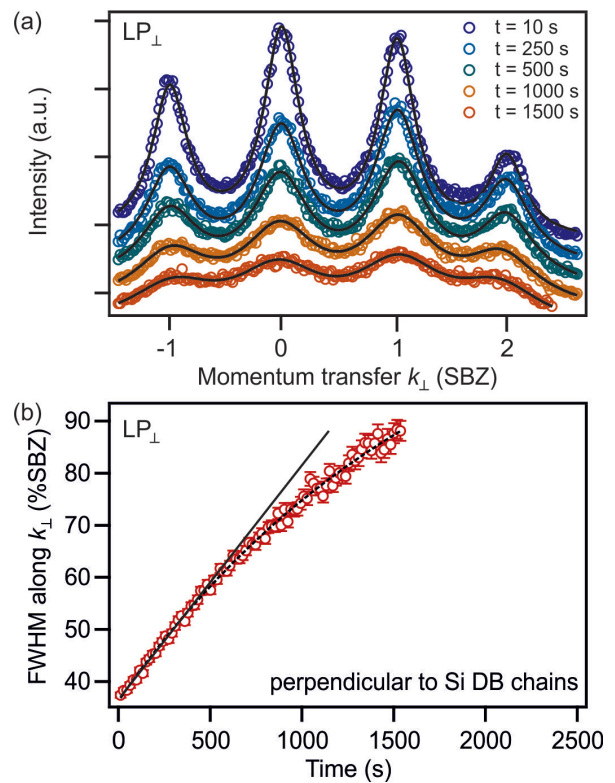 (a)
LP⊥
t = 10 s
t = 250 s
t = 500 s
t = 1000 s
t = 1500 s
Intensity (a.u.)
-1 0 1 2
Momentum transfer k⊥ (SBZ)
(b)
LP⊥
90
80
70
60
50
40
FWHM along k⊥ (%SBZ)
perpendicular to Si DB chains
0 500 1000 1500 2000 2500
Time (s)